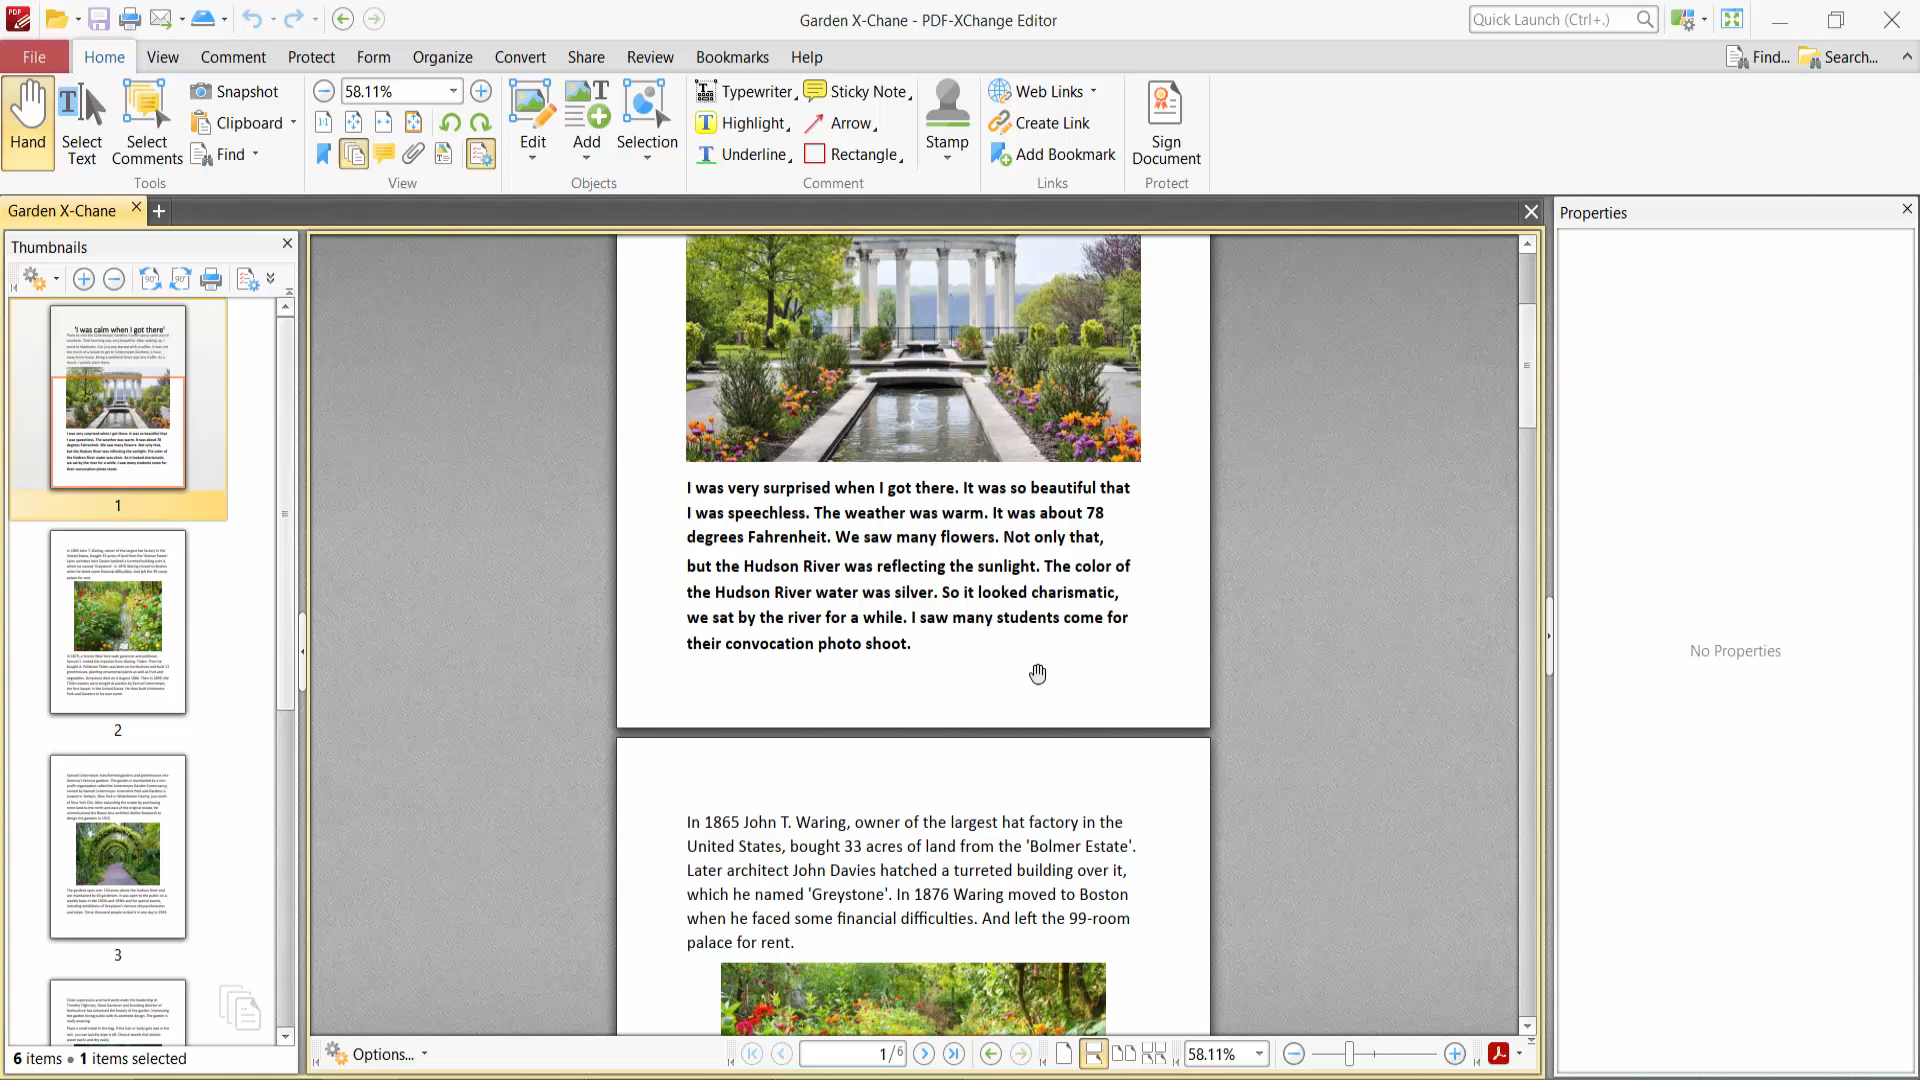 Garden X-Chane - PDF-XChange Editor
Quick Launch (Ctrl+.)
File
Home
View
Comment
Protect
Form
Organize
Convert
Share
Review
Bookmarks
Help
Find...
Search...
Hand
Select Text
Select Comments
Snapshot
Clipboard
Find
Tools
58.11%
View
Edit
Add
Selection
Objects
Typewriter
Highlight
Underline
Sticky Note
Arrow
Rectangle
Stamp
Comment
Web Links
Create Link
Add Bookmark
Links
Sign Document
Protect
Garden X-Chane
Properties
Thumbnails
'I was calm when I got there'
1
2
3
6 items • 1 items selected
I was very surprised when I got there. It was so beautiful that
I was speechless. The weather was warm. It was about 78
degrees Fahrenheit. We saw many flowers. Not only that,
but the Hudson River was reflecting the sunlight. The color of
the Hudson River water was silver. So it looked charismatic,
we sat by the river for a while. I saw many students come for
their convocation photo shoot.
In 1865 John T. Waring, owner of the largest hat factory in the
United States, bought 33 acres of land from the 'Bolmer Estate'.
Later architect John Davies hatched a turreted building over it,
which he named 'Greystone'. In 1876 Waring moved to Boston
when he faced some financial difficulties. And left the 99-room
palace for rent.
No Properties
Options...
1/6
58.11%